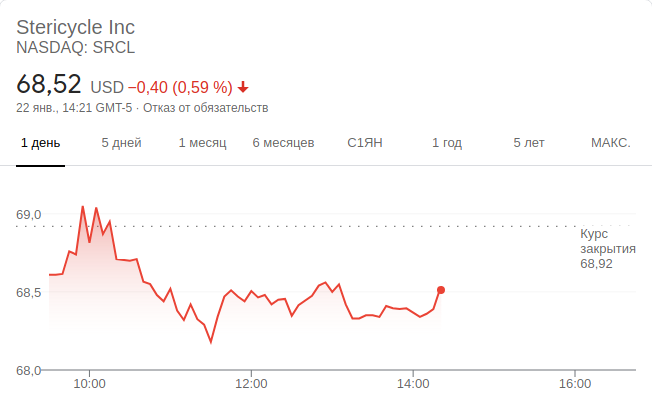 Stericycle Inc
NASDAQ: SRCL
68,52 USD −0,40 (0,59 %)
22 янв., 14:21 GMT-5 · Отказ от обязательств
1 день 5 дней 1 месяц 6 месяцев С1ЯН 1 год 5 лет МАКС.
69,0
Курс
закрытия
68,92
68,5
68,0
10:00 12:00 14:00 16:00